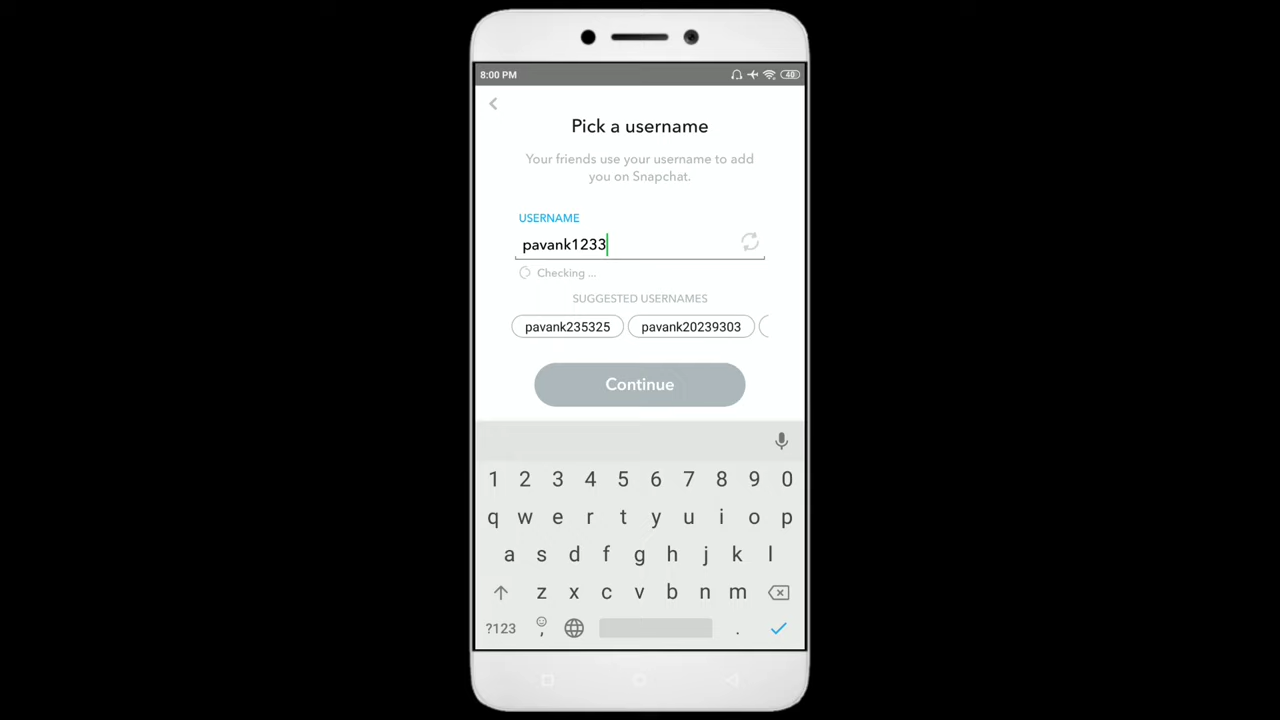 8:00 PM
40
Pick a username
Your friends use your username to add
you on Snapchat.
USERNAME
pavank1233
Checking ...
SUGGESTED USERNAMES
pavank235325 pavank20239303
Continue
1 2 3 4 5 6 7 8 9 0
q w e r t y u i o p
a s d f g h j k l
z x c v b n m
?123 , .